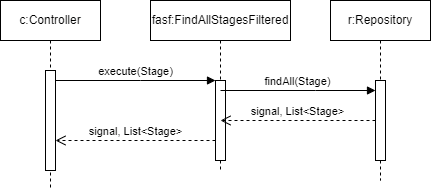 c:Controller
fasf:FindAllStagesFiltered
r:Repository
execute(Stage)
findAll(Stage)
signal, List<Stage>
signal, List<Stage>